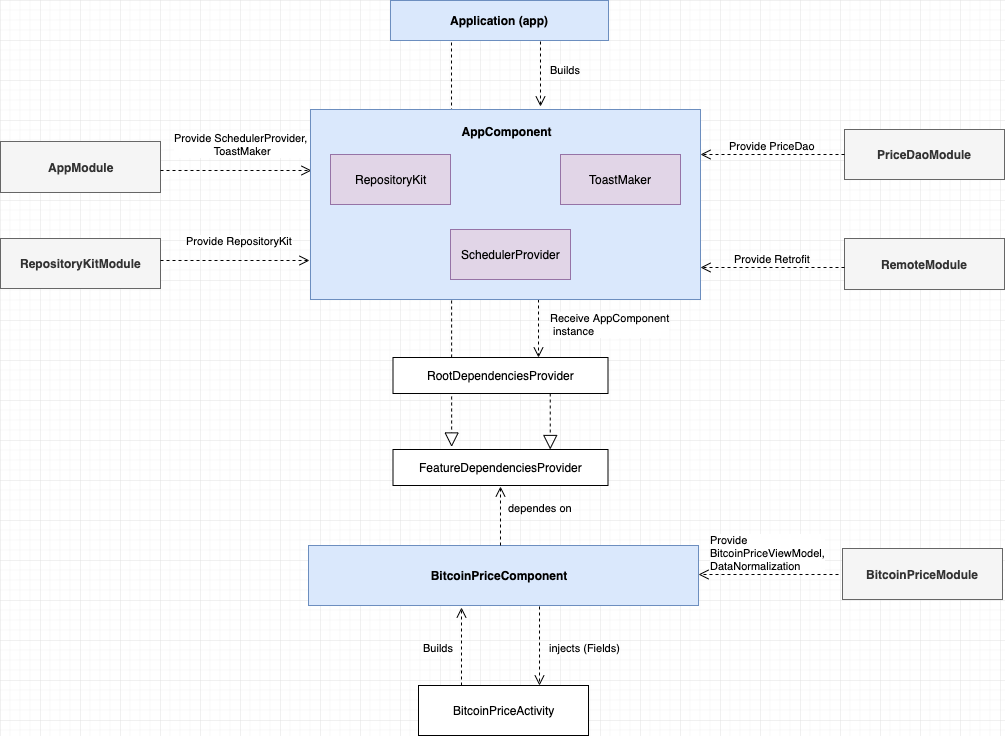 Application (app)
Builds
AppComponent
Provide SchedulerProvider,
ToastMaker
AppModule
RepositoryKit
ToastMaker
Provide PriceDao
PriceDaoModule
Provide RepositoryKit
RepositoryKitModule
SchedulerProvider
Provide Retrofit
RemoteModule
Receive AppComponent
instance
RootDependenciesProvider
FeatureDependenciesProvider
dependes on
BitcoinPriceComponent
Provide
BitcoinPriceViewModel,
DataNormalization
BitcoinPriceModule
Builds
injects (Fields)
BitcoinPriceActivity